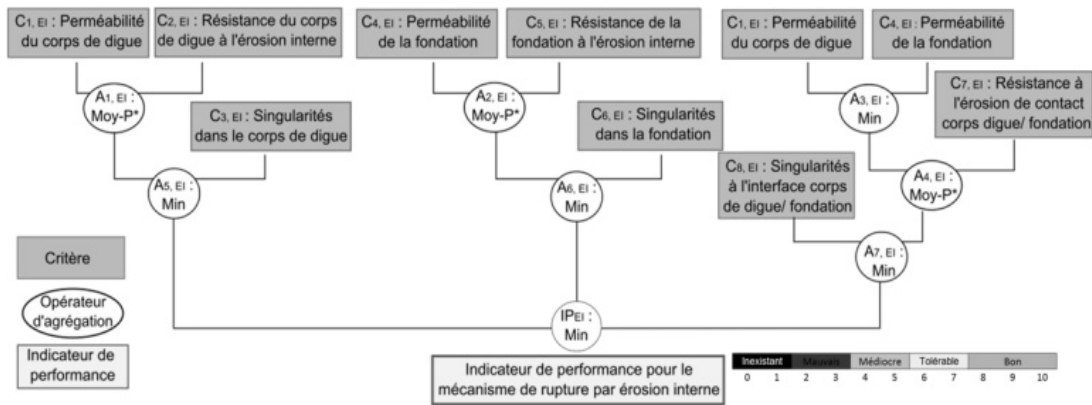 C1, EI : Perméabilité
du corps de digue
C2, EI : Résistance du corps
de digue à l'érosion interne
C4, EI : Perméabilité
de la fondation
C5, EI : Résistance de la
fondation à l'érosion interne
C1, EI : Perméabilité
du corps de digue
C4, EI : Perméabilité
de la fondation
A1, EI :
Moy-P*
C3, EI : Singularités
dans le corps de digue
A2, EI :
Moy-P*
C6, EI : Singularités
dans la fondation
A3, EI :
Min
C7, EI : Résistance à
l'érosion de contact
corps digue/ fondation
A5, EI :
Min
A6, EI :
Min
C8, EI : Singularités
à l'interface corps
de digue/ fondation
A4, EI :
Moy-P*
A7, EI :
Min
Critère
Opérateur
d'agrégation
Indicateur de
performance
IPEI :
Min
Indicateur de performance pour le
mécanisme de rupture par érosion interne
Inexistant Mauvais Médiocre Tolérable Bon
0 1 2 3 4 5 6 7 8 9 10